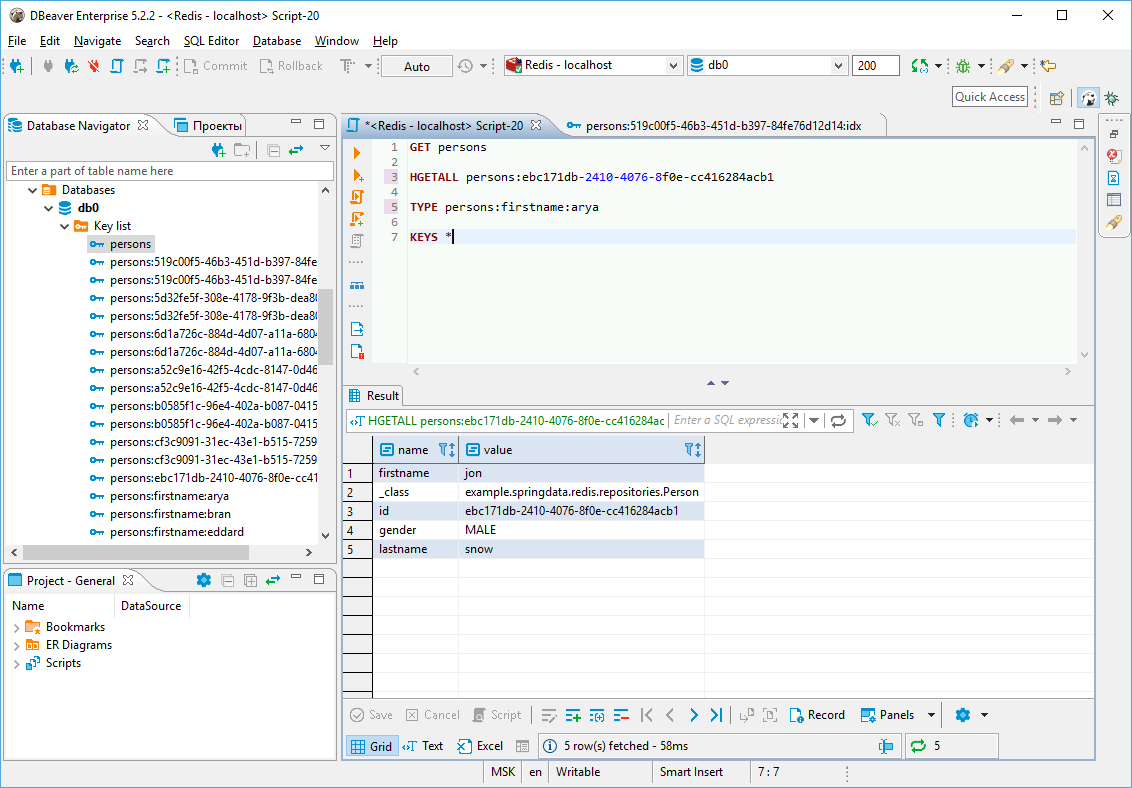 DBeaver Enterprise 5.2.2 - <Redis - localhost> Script-20
File Edit Navigate Search SQL Editor Database Window Help
Commit Rollback Auto Redis - localhost db0 200
Quick Access
Database Navigator Проекты
Enter a part of table name here
Databases
db0
Key list
persons
persons:519c00f5-46b3-451d-b397-84fe
persons:519c00f5-46b3-451d-b397-84fe
persons:5d32fe5f-308e-4178-9f3b-dea80
persons:5d32fe5f-308e-4178-9f3b-dea80
persons:6d1a726c-884d-4d07-a11a-6804
persons:6d1a726c-884d-4d07-a11a-6804
persons:a52c9e16-42f5-4cdc-8147-0d46
persons:a52c9e16-42f5-4cdc-8147-0d46
persons:b0585f1c-96e4-402a-b087-0415
persons:b0585f1c-96e4-402a-b087-0415
persons:cf3c9091-31ec-43e1-b515-7259
persons:cf3c9091-31ec-43e1-b515-7259
persons:ebc171db-2410-4076-8f0e-cc41
persons:firstname:arya
persons:firstname:bran
persons:firstname:eddard
Project - General
Name DataSource
Bookmarks
ER Diagrams
Scripts
*<Redis - localhost> Script-20 persons:519c00f5-46b3-451d-b397-84fe76d12d14:idx
1 GET persons
2
3 HGETALL persons:ebc171db-2410-4076-8f0e-cc416284acb1
4
5 TYPE persons:firstname:arya
6
7 KEYS *
Result
HGETALL persons:ebc171db-2410-4076-8f0e-cc416284ac Enter a SQL expressic
name value
1 firstname jon
2 _class example.springdata.redis.repositories.Person
3 id ebc171db-2410-4076-8f0e-cc416284acb1
4 gender MALE
5 lastname snow
Save Cancel Script Record Panels
Grid Text Excel 5 row(s) fetched - 58ms 5
MSK en Writable Smart Insert 7 : 7